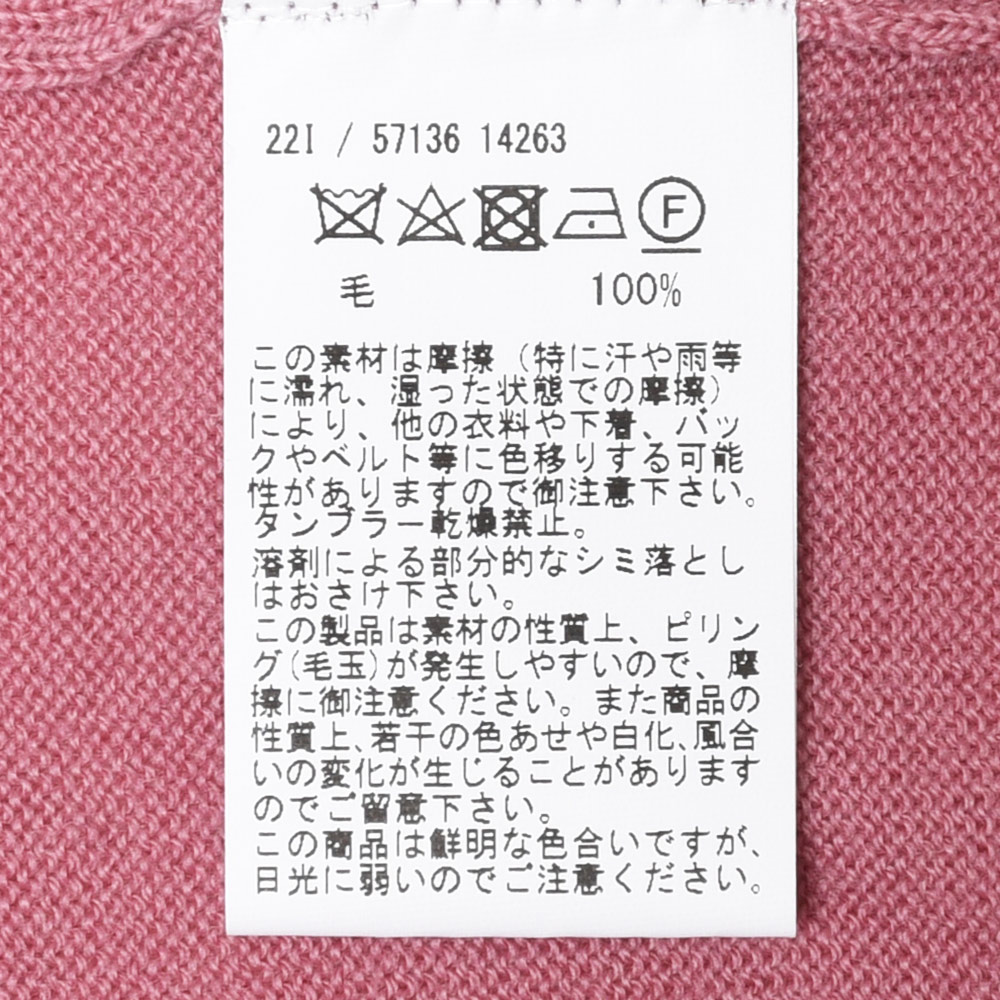 22I / 57136 14263
F
毛 100%
この素材は摩擦（特に汗や雨等
に濡れ、湿った状態での摩擦）
により、他の衣料や下着、バッ
クやベルト等に色移りする可能
性がありますので御注意下さい。
タンブラー乾燥禁止。
溶剤による部分的なシミ落とし
はおさけ下さい。
この製品は素材の性質上、ピリン
グ(毛玉)が発生しやすいので、摩
擦に御注意ください。また商品の
性質上、若干の色あせや白化、風合
いの変化が生じることがあります
のでご留意下さい。
この商品は鮮明な色合いですが、
日光に弱いのでご注意ください。